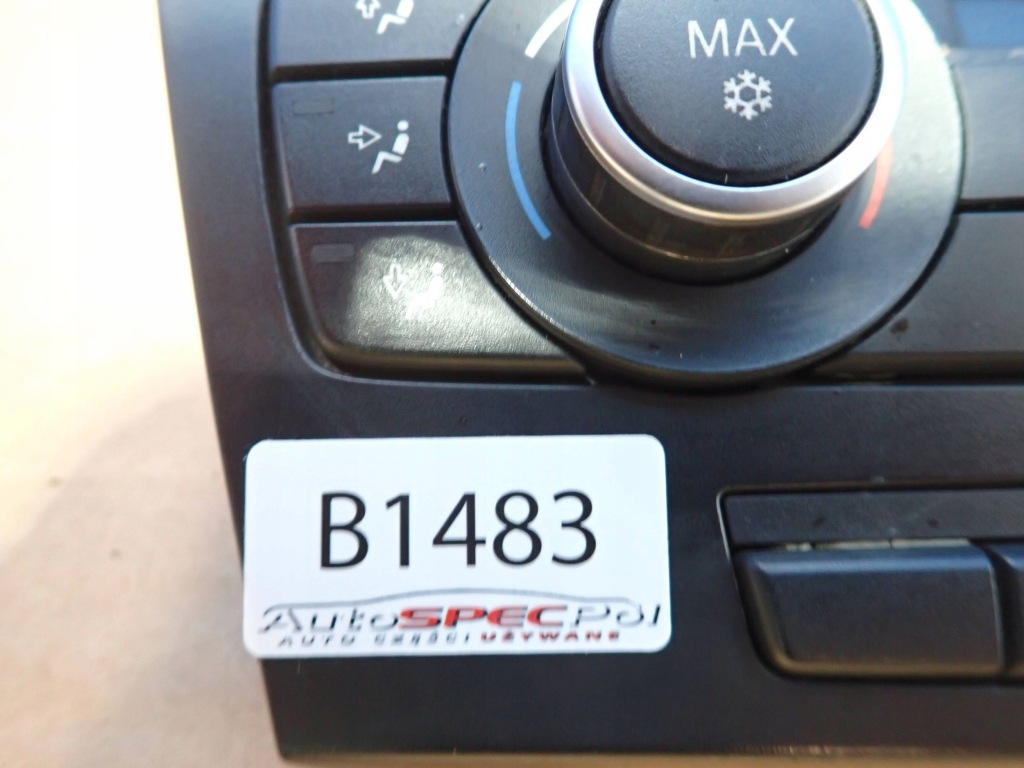 MAX
B1483
AutoSPECPol
AUTO CZĘŚCI UŻYWANE